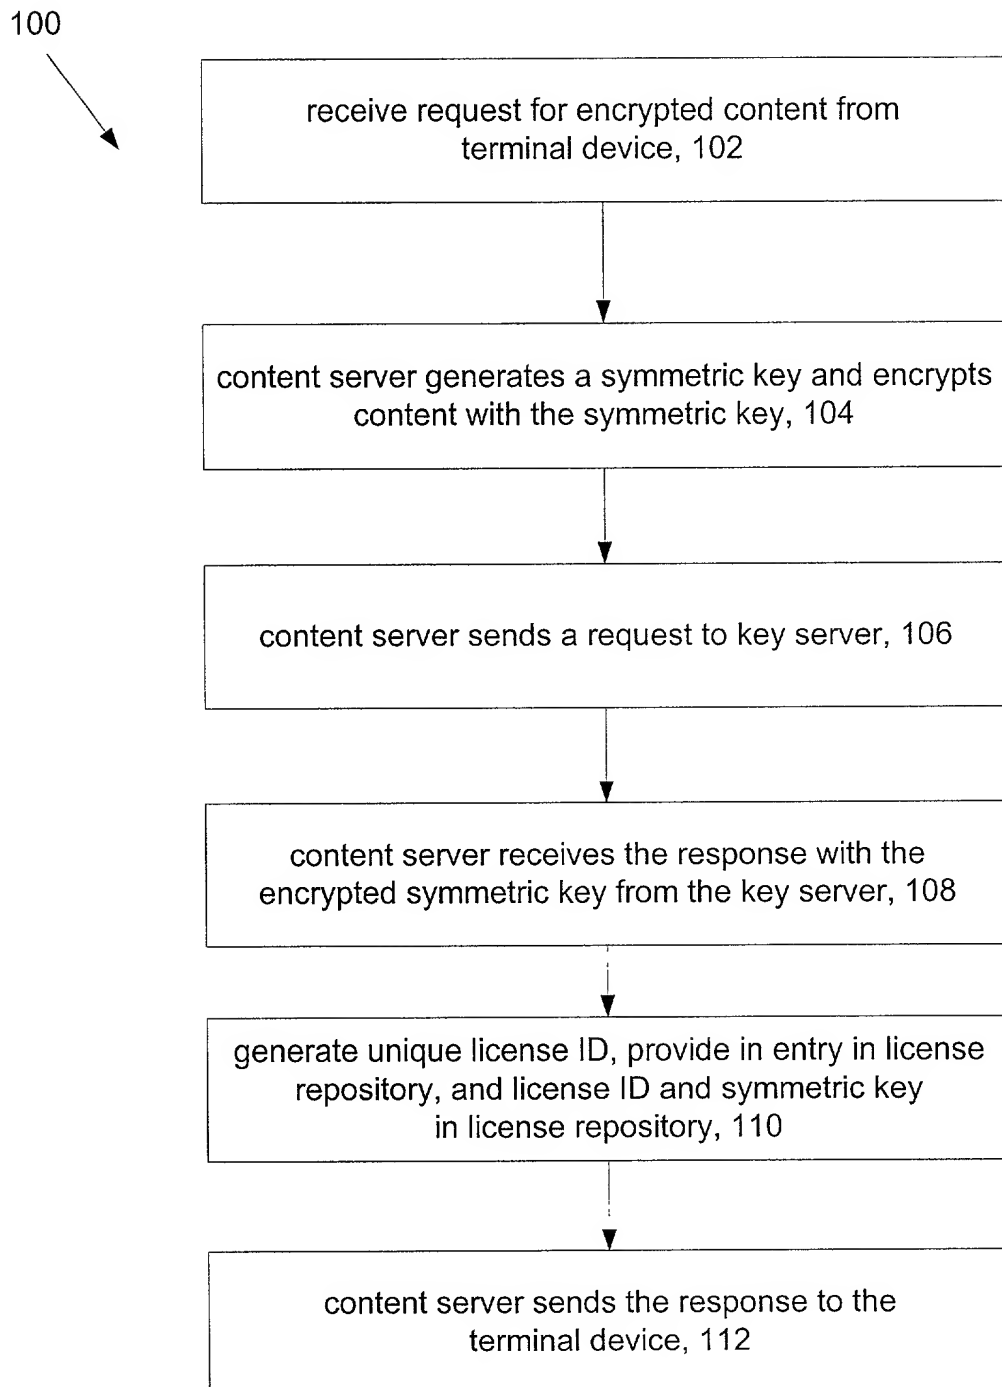 100
receive request for encrypted content from
terminal device, 102
content server generates a symmetric key and encrypts
content with the symmetric key, 104
content server sends a request to key server, 106
content server receives the response with the
encrypted symmetric key from the key server, 108
generate unique license ID, provide in entry in license
repository, and license ID and symmetric key
in license repository, 110
content server sends the response to the
terminal device, 112